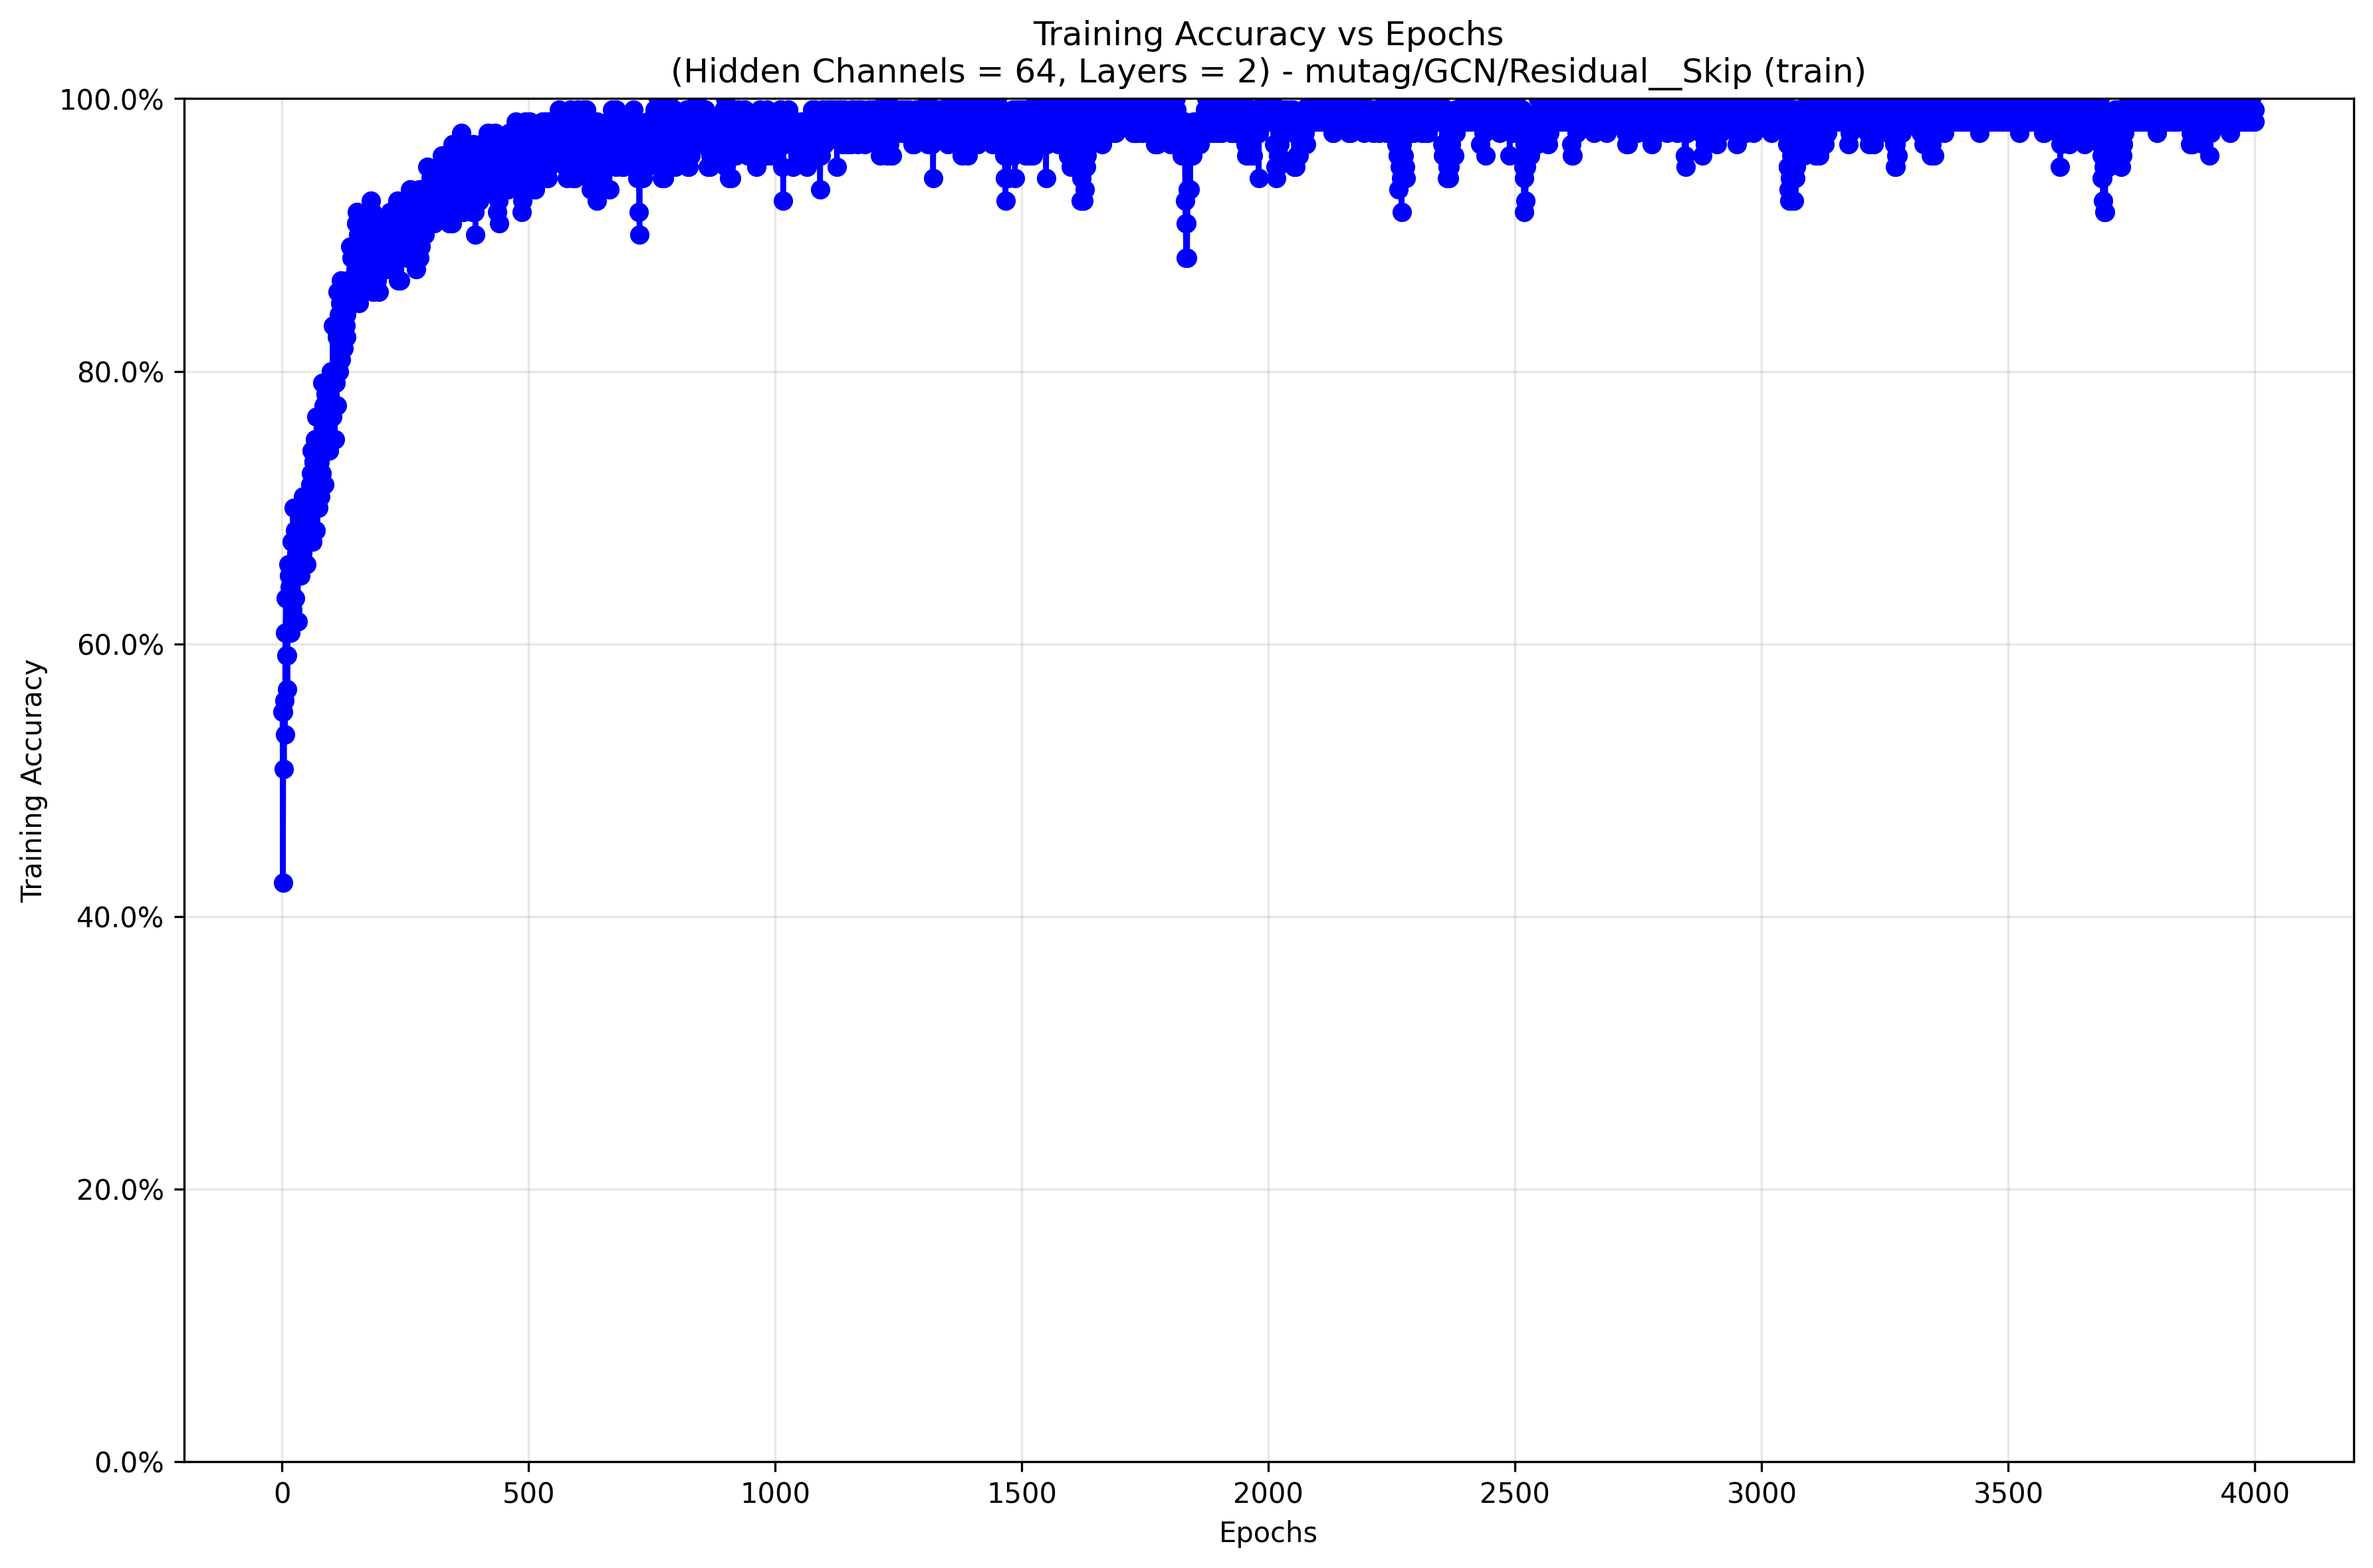 Training Accuracy vs Epochs
(Hidden Channels = 64, Layers = 2) - mutag/GCN/Residual__Skip (train)
100.0%
80.0%
60.0%
40.0%
20.0%
0.0%
Training Accuracy
0 500 1000 1500 2000 2500 3000 3500 4000
Epochs